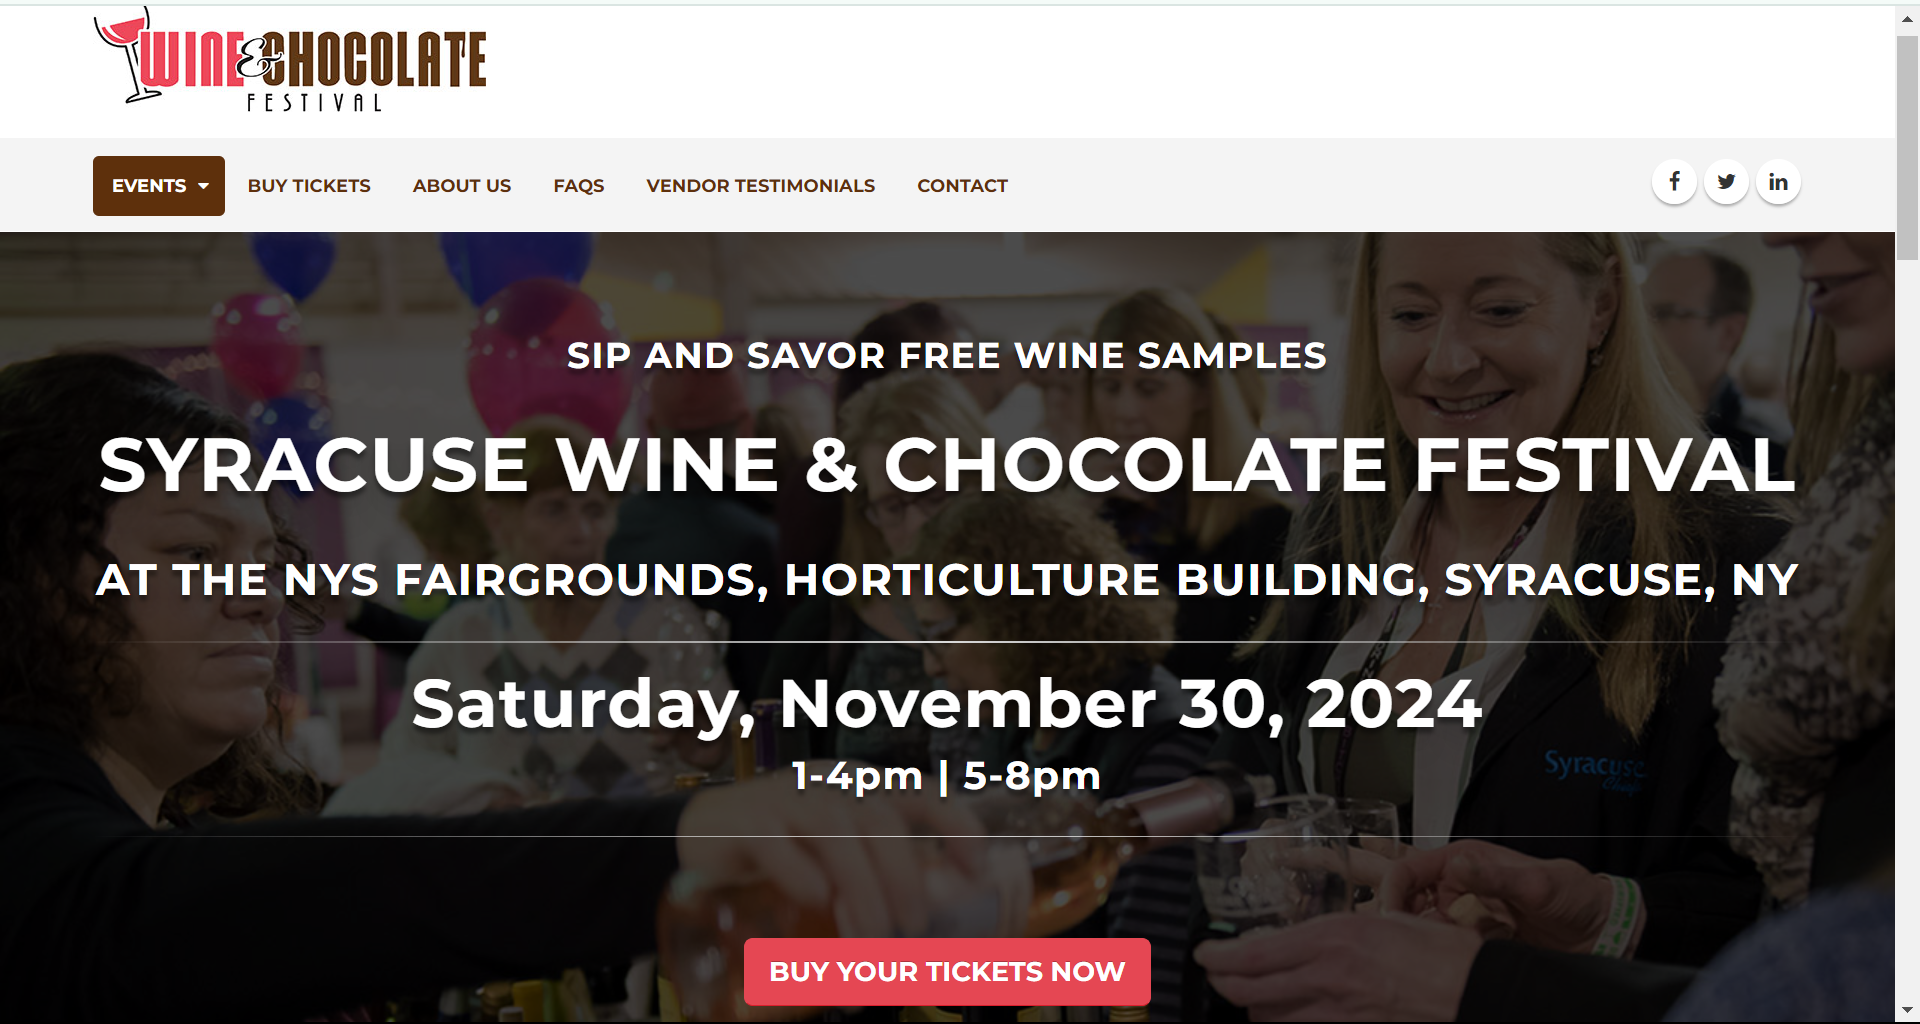 WINE & CHOCOLATE
FESTIVAL
EVENTS BUY TICKETS ABOUT US FAQS VENDOR TESTIMONIALS CONTACT
SIP AND SAVOR FREE WINE SAMPLES
SYRACUSE WINE & CHOCOLATE FESTIVAL
AT THE NYS FAIRGROUNDS, HORTICULTURE BUILDING, SYRACUSE, NY
Saturday, November 30, 2024
1-4pm | 5-8pm
Syracuse
BUY YOUR TICKETS NOW